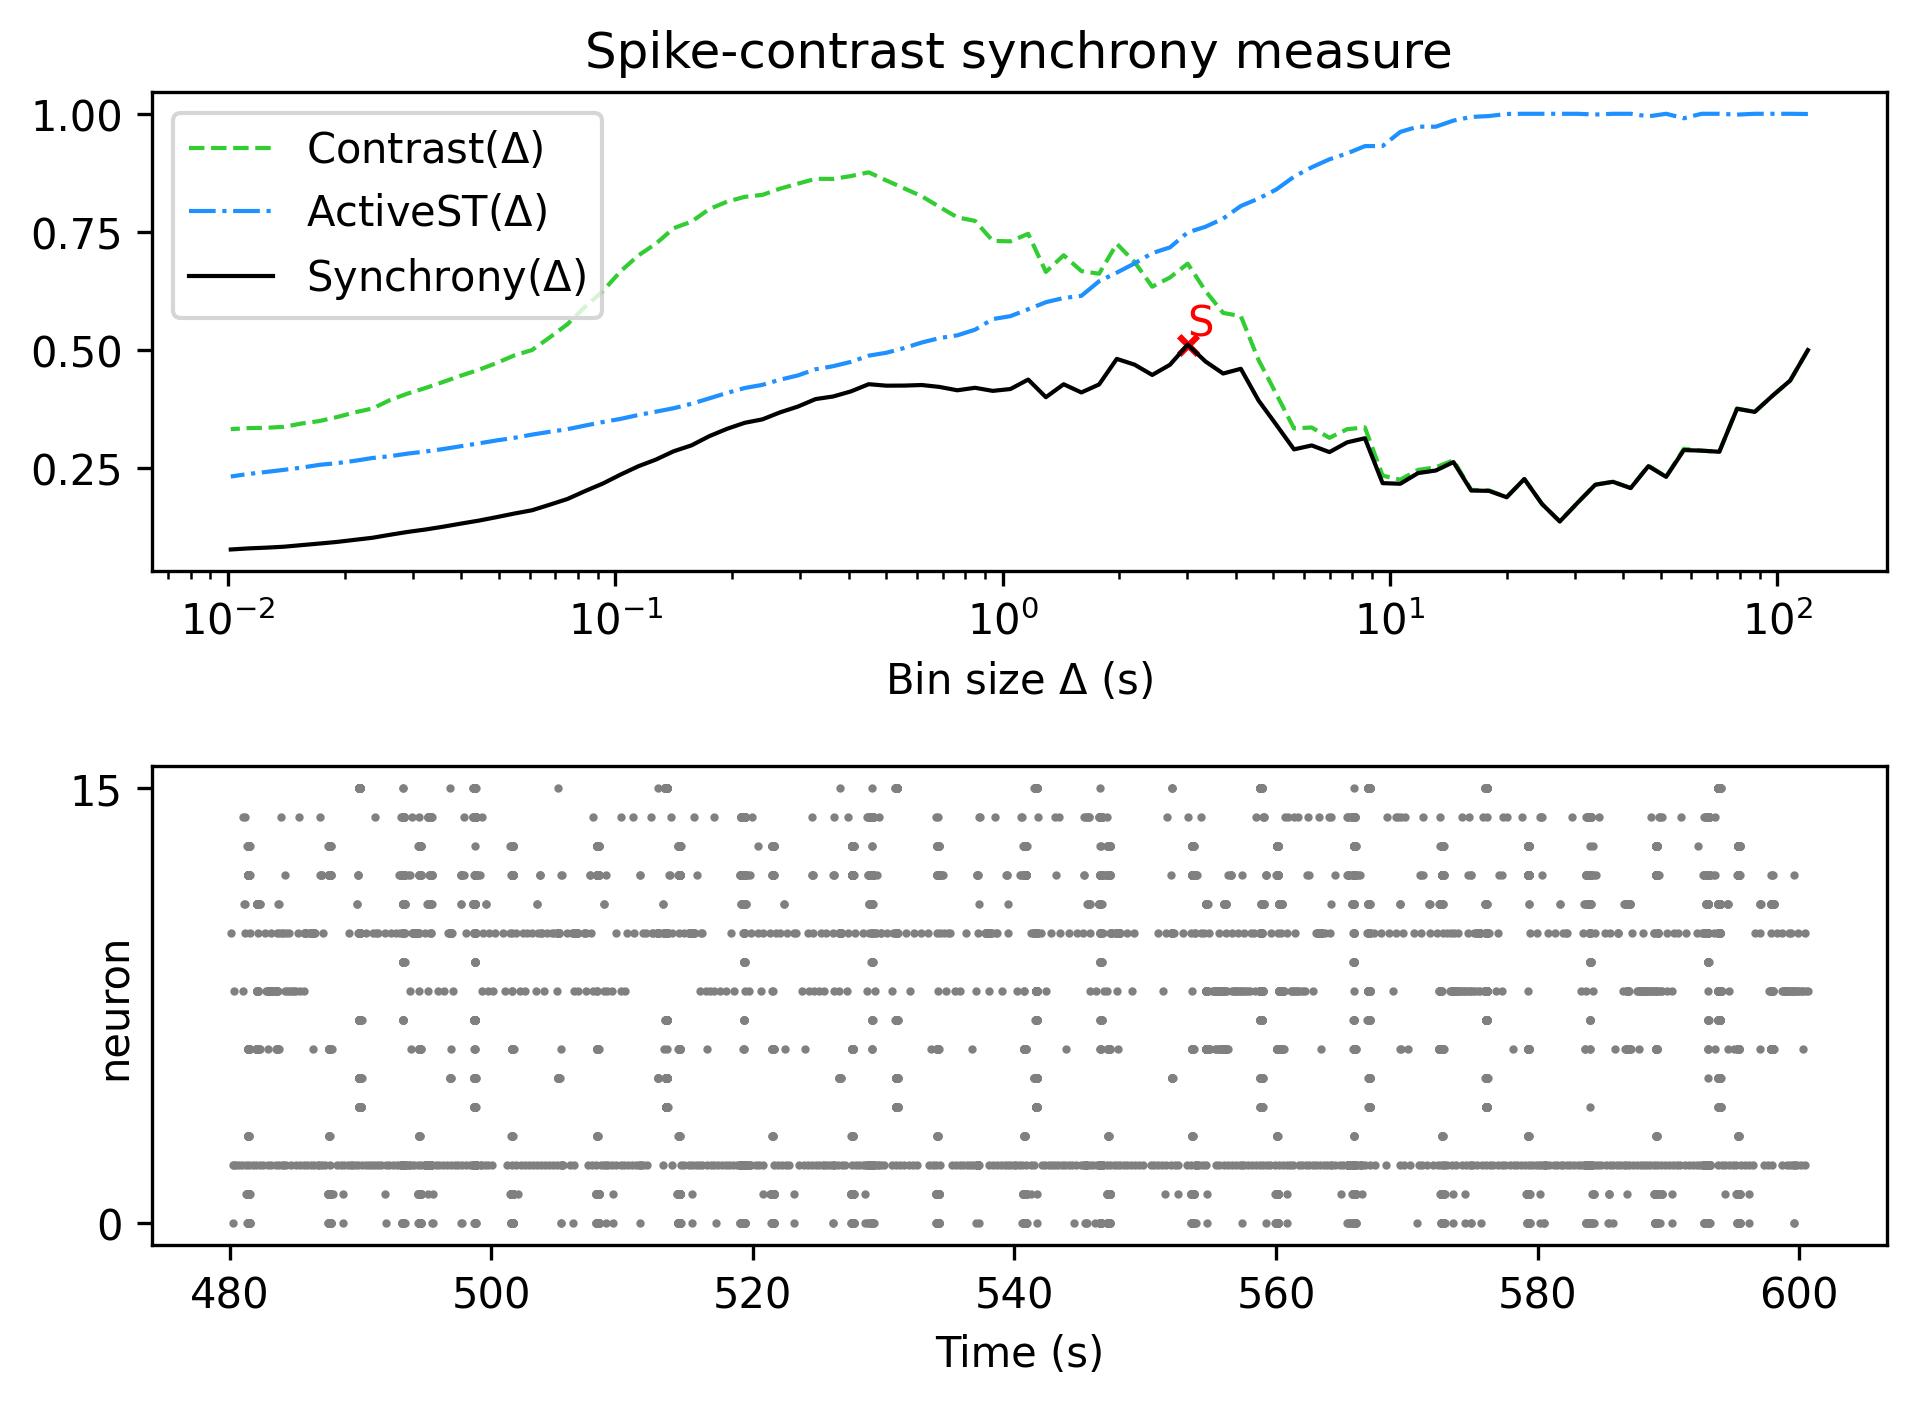 Spike-contrast synchrony measure
1.00
0.75
0.50
0.25
Contrast(Δ)
ActiveST(Δ)
Synchrony(Δ)
S
10⁻² 10⁻¹ 10⁰ 10¹ 10²
Bin size Δ (s)
15
0
neuron
480 500 520 540 560 580 600
Time (s)